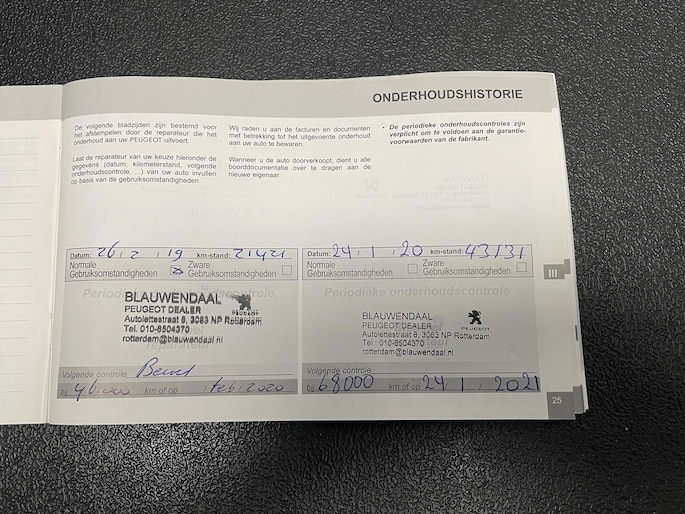 ONDERHOUDSHISTORIE
De volgende bladzijden zijn bestemd voor
het afstempelen door de reparateur die het
onderhoud aan uw PEUGEOT uitvoert.
Laat de reparateur van uw keuze hieronder de
gegevens (datum, kilometerstand, volgende
onderhoudscontrole, ...) van uw auto invullen
op basis van de gebruiksomstandigheden.
Wij raden u aan de facturen en documenten
met betrekking tot het uitgevoerde onderhoud
aan uw auto te bewaren.
Wanneer u de auto doorverkoopt, dient u alle
boorddocumentatie over te dragen aan de
nieuwe eigenaar.
• De periodieke onderhoudscontroles zijn
verplicht om te voldoen aan de garantie-
voorwaarden van de fabrikant.
Datum: 26 / 2 / 19 km-stand: 21421
Normale Gebruiksomstandigheden
Zware Gebruiksomstandigheden
Periodieke onderhoudscontrole
BLAUWENDAAL
PEUGEOT DEALER
PEUGEOT
Autolettestraat 8, 3063 NP Rotterdam
Tel. 010-8504370
rotterdam@blauwendaal.nl
reparateur
Volgende controle
bij 46.000 km of op feb 2020
Datum: 24 / 1 / 20 km-stand: 43131
Normale Gebruiksomstandigheden
Zware Gebruiksomstandigheden
Periodieke onderhoudscontrole
BLAUWENDAAL
PEUGEOT DEALER
PEUGEOT
Autolettestraat 8, 3063 NP Rotterdam
Tel.:010-8504370
rotterdam@blauwendaal.nl
Volgende controle
bij 68000 km of op 24 / 1 / 2021
III
25